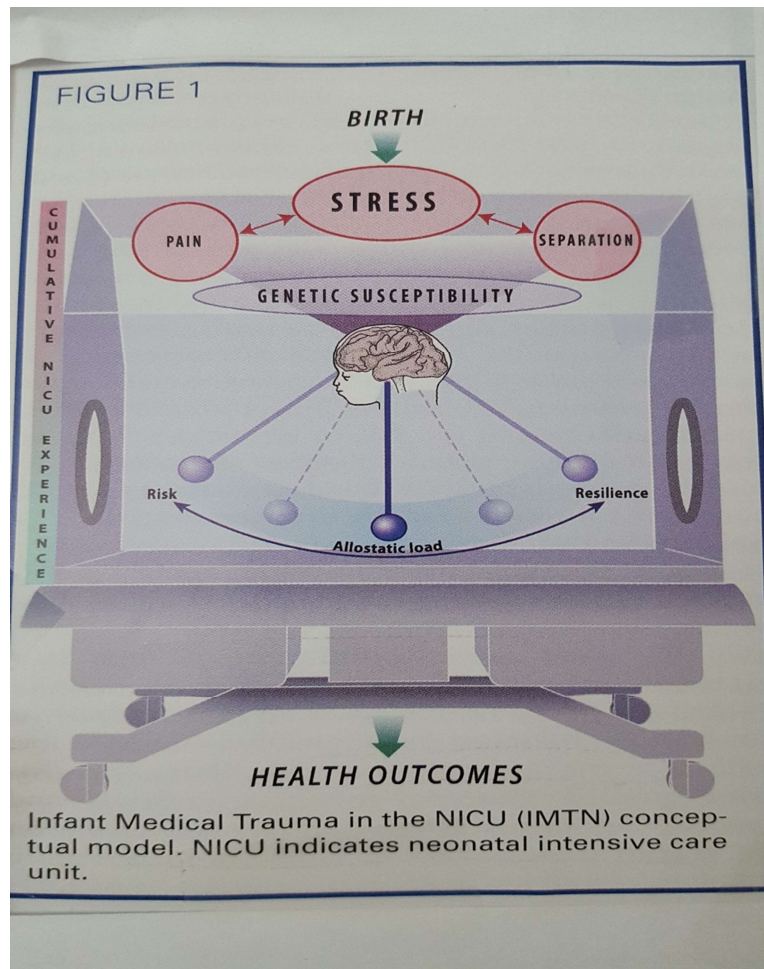 FIGURE 1
BIRTH
STRESS
PAIN
SEPARATION
GENETIC SUSCEPTIBILITY
CUMULATIVE NICU EXPERIENCE
Risk
Resilience
Allostatic load
HEALTH OUTCOMES
Infant Medical Trauma in the NICU (IMTN) concep-
tual model. NICU indicates neonatal intensive care
unit.